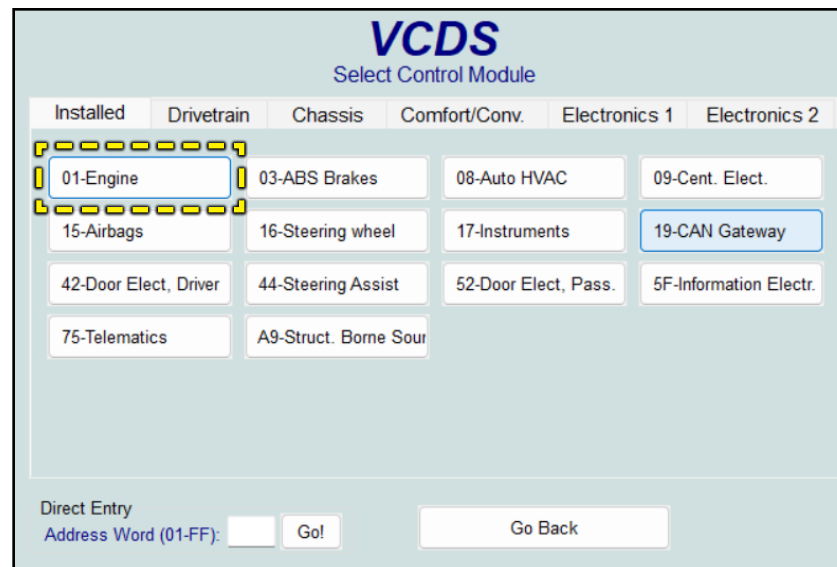 VCDS
Select Control Module
Installed Drivetrain Chassis Comfort/Conv. Electronics 1 Electronics 2
01-Engine 03-ABS Brakes 08-Auto HVAC 09-Cent. Elect.
15-Airbags 16-Steering wheel 17-Instruments 19-CAN Gateway
42-Door Elect, Driver 44-Steering Assist 52-Door Elect, Pass. 5F-Information Electr.
75-Telematics A9-Struct. Borne Sour
Direct Entry
Address Word (01-FF): Go! Go Back